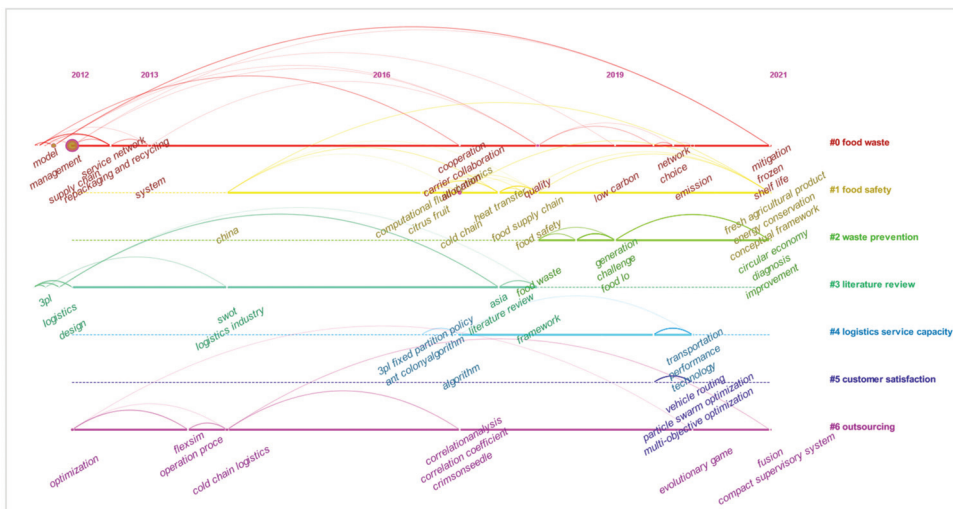 2012
2013
2016
2019
2021
#0 food waste
model
management
supply chain
service network
repackaging and recycling
cooperation
carrier collaboration
allocation
network
choice
mitigation
frozen
shelf life
#1 food safety
system
quality
low carbon
emission
china
computational fluid
citrus fruit
cold chain
heat transfer
food supply chain
food safety
fresh agricultural product
energy conservation
conceptual framework
#2 waste prevention
generation
challenge
food lo
circular economy
diagnosis
improvement
#3 literature review
3pl
logistics
design
swot
logistics industry
asia
literature review
food waste
framework
#4 logistics service capacity
3pl fixed partition policy
ant colonyalgorithm
algorithm
transportation
performance
technology
#5 customer satisfaction
vehicle routing
particle swarm optimization
multi-objective optimization
#6 outsourcing
optimization
flexsim
operation proce
cold chain logistics
correlationanalysis
correlation coefficient
crimsonseedle
evolutionary game
fusion
compact supervisory system